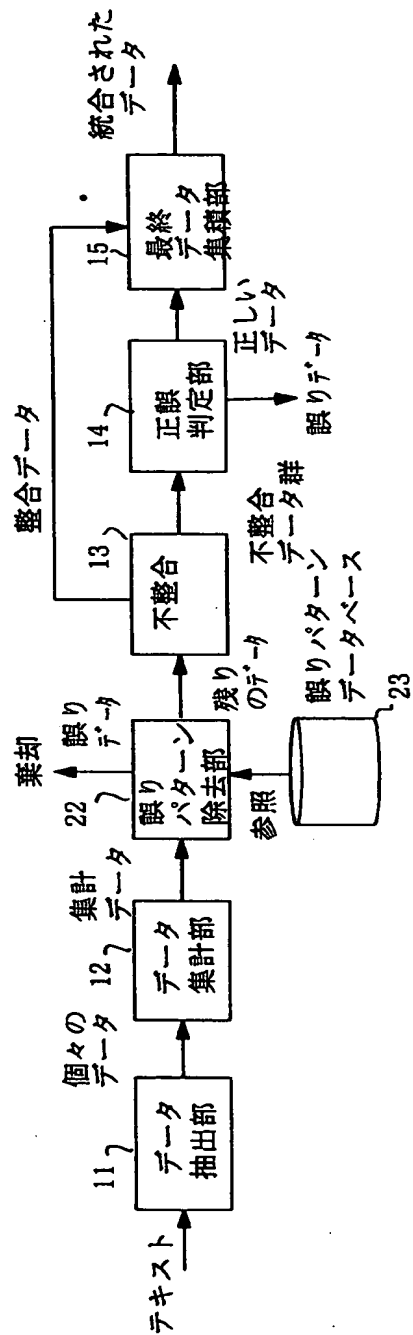 テキスト
11
データ
抽出部
個々の
データ
12
データ
集計部
集計
データ
22
誤り
パターン
除去部
棄却
誤り
データ
参照
誤りパターン
データベース
23
残り
のデータ
13
不整合
整合データ
不整合
データ群
14
正誤
判定部
正しい
データ
誤りデータ
15
最終
データ
集積部
統合された
データ